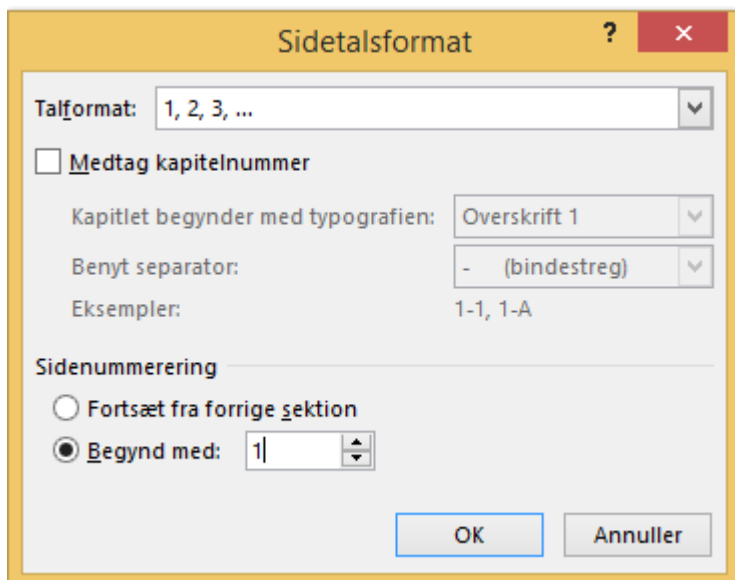 Sidetalsformat ? ×
Talformat: 1, 2, 3, ...
Medtag kapitelnummer
Kapitlet begynder med typografien: Overskrift 1
Benyt separator: - (bindestreg)
Eksempler: 1-1, 1-A
Sidenummerering
Fortsæt fra forrige sektion
Begynd med: 1
OK Annuller